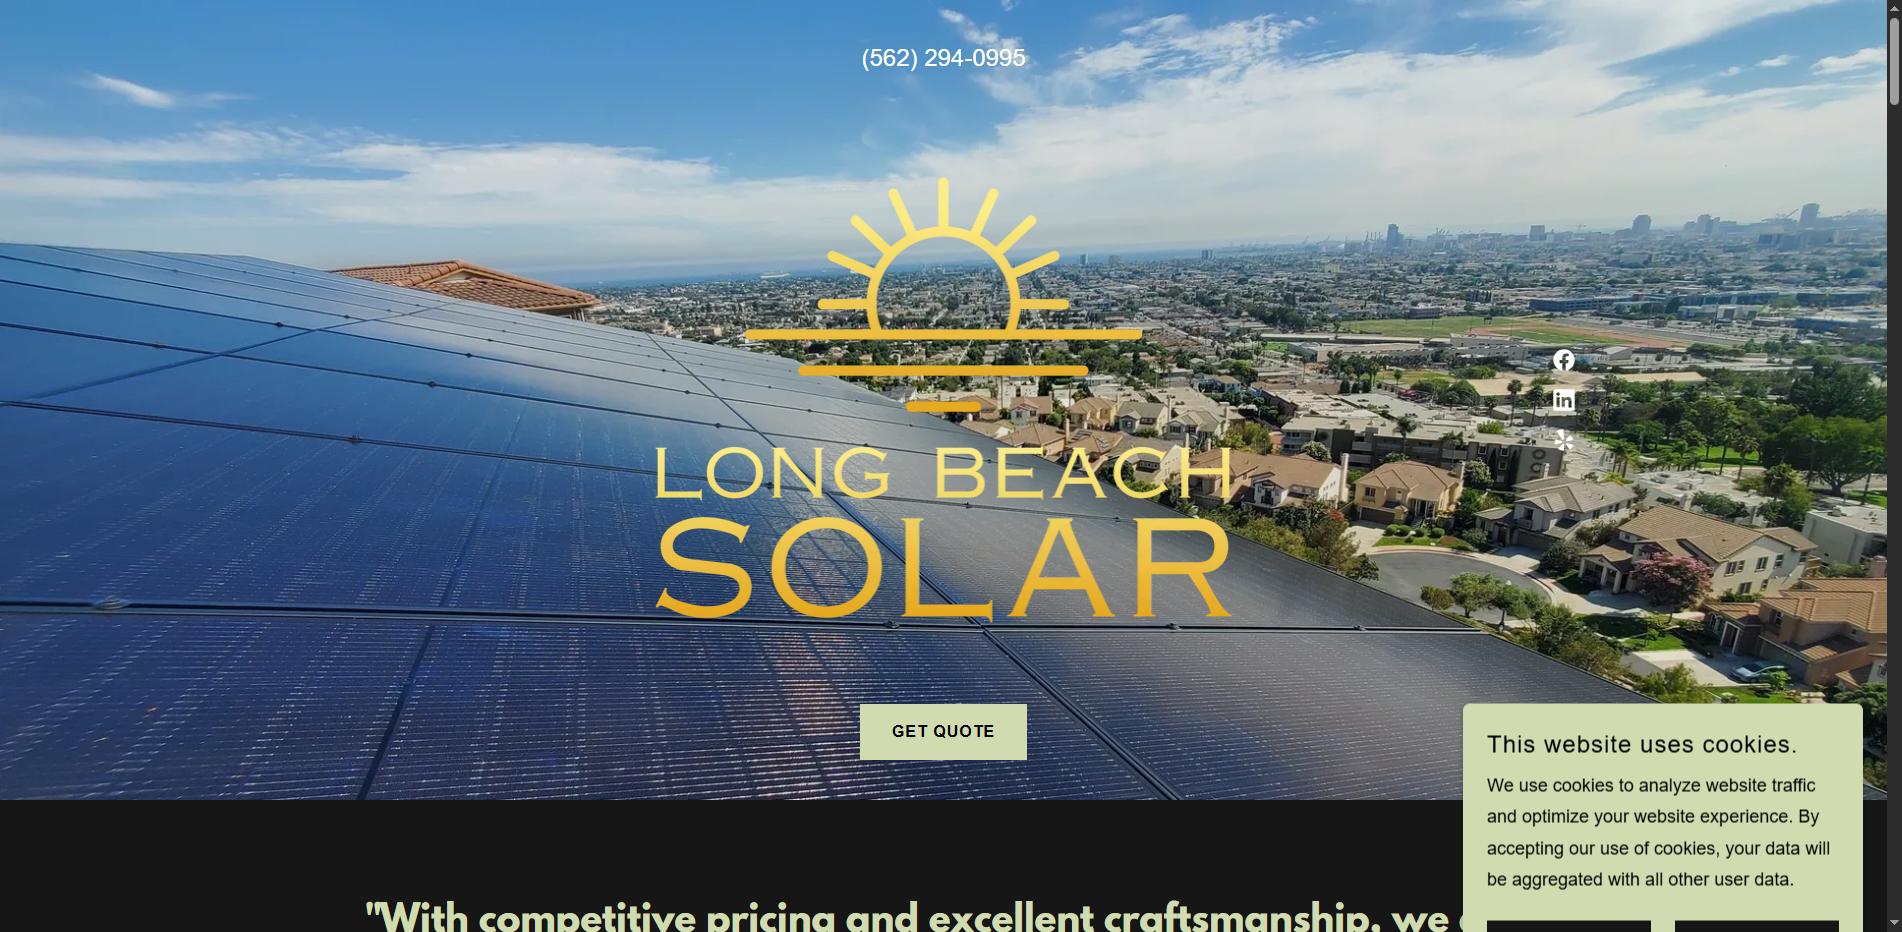 (562) 294-0995
LONG BEACH
SOLAR
GET QUOTE
This website uses cookies.
We use cookies to analyze website traffic
and optimize your website experience. By
accepting our use of cookies, your data will
be aggregated with all other user data.
"With competitive pricing and excellent craftsmanship, we